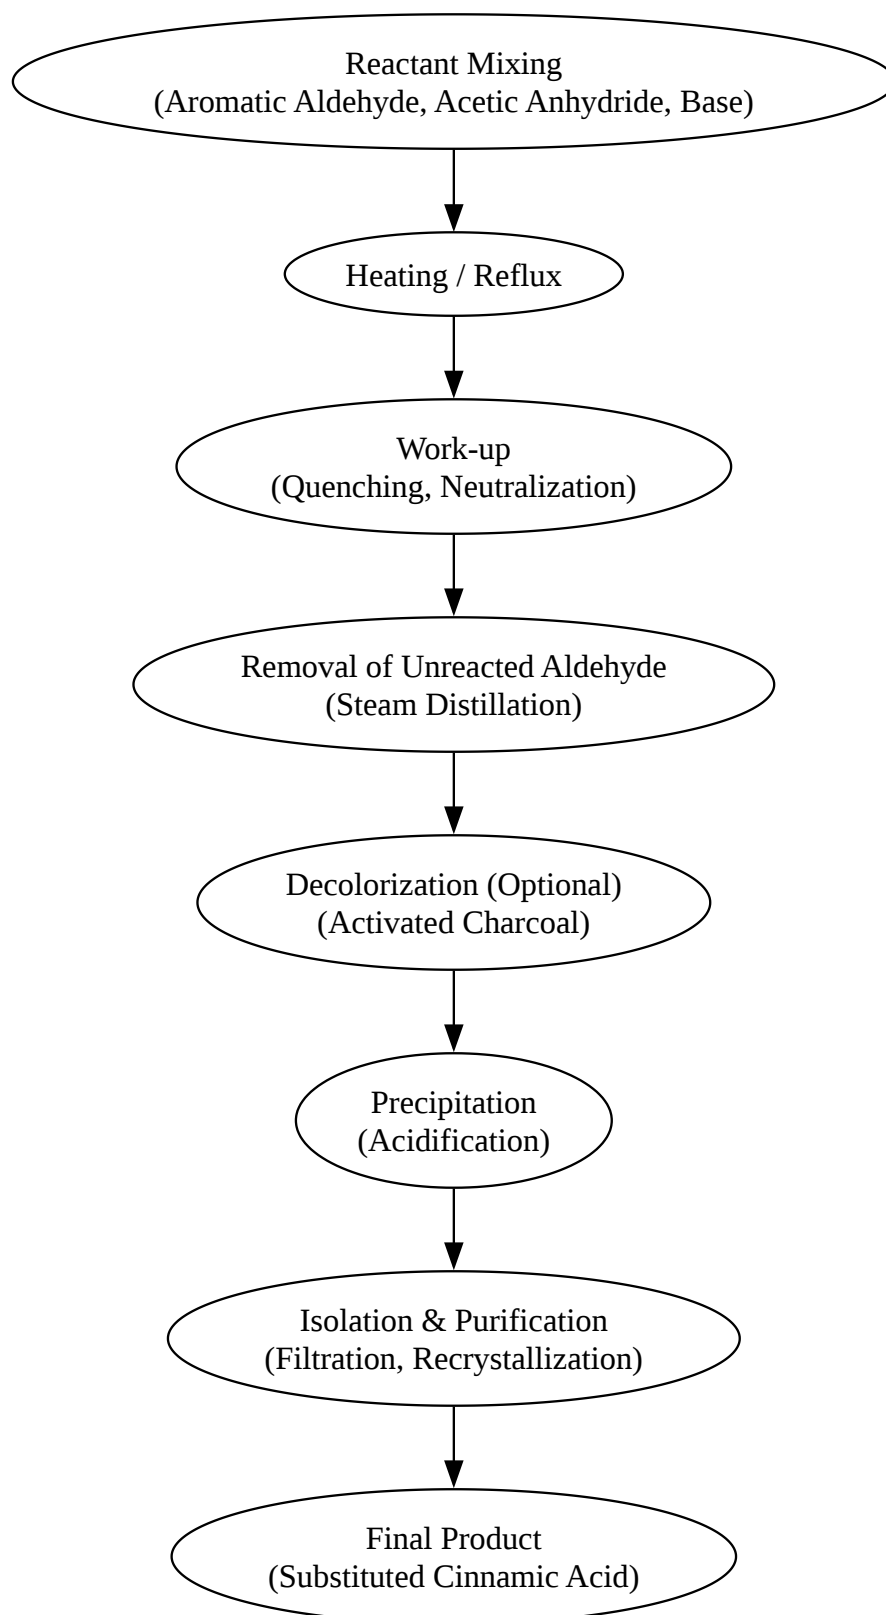 Reactant Mixing
(Aromatic Aldehyde, Acetic Anhydride, Base)
Heating / Reflux
Work-up
(Quenching, Neutralization)
Removal of Unreacted Aldehyde
(Steam Distillation)
Decolorization (Optional)
(Activated Charcoal)
Precipitation
(Acidification)
Isolation & Purification
(Filtration, Recrystallization)
Final Product
(Substituted Cinnamic Acid)